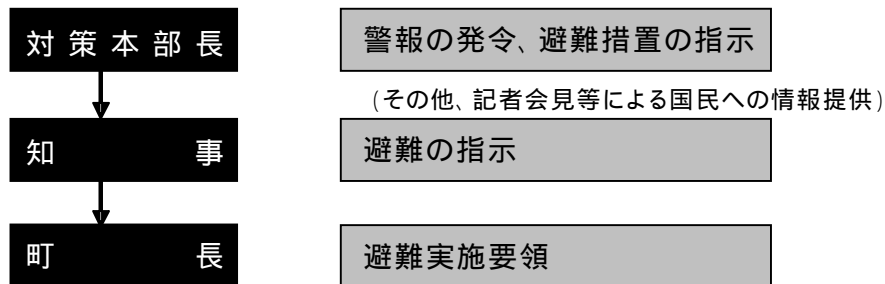 対策本部長 警報の発令、避難措置の指示
(その他、記者会見等による国民への情報提供)
知事 避難の指示
町長 避難実施要領